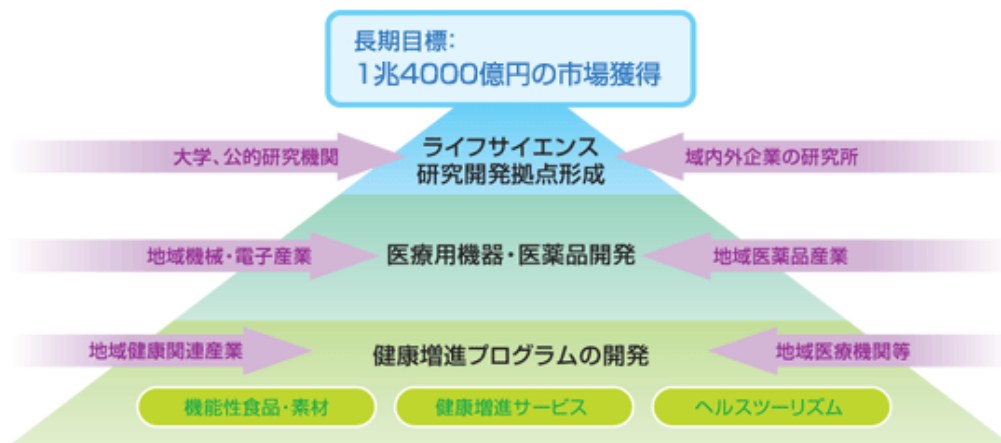 長期目標:
1兆4000億円の市場獲得
大学、公的研究機関
ライフサイエンス
研究開発拠点形成
域内外企業の研究所
地域機械・電子産業
医療用機器・医薬品開発
地域医薬品産業
地域健康関連産業
健康増進プログラムの開発
地域医療機関等
機能性食品・素材
健康増進サービス
ヘルスツーリズム